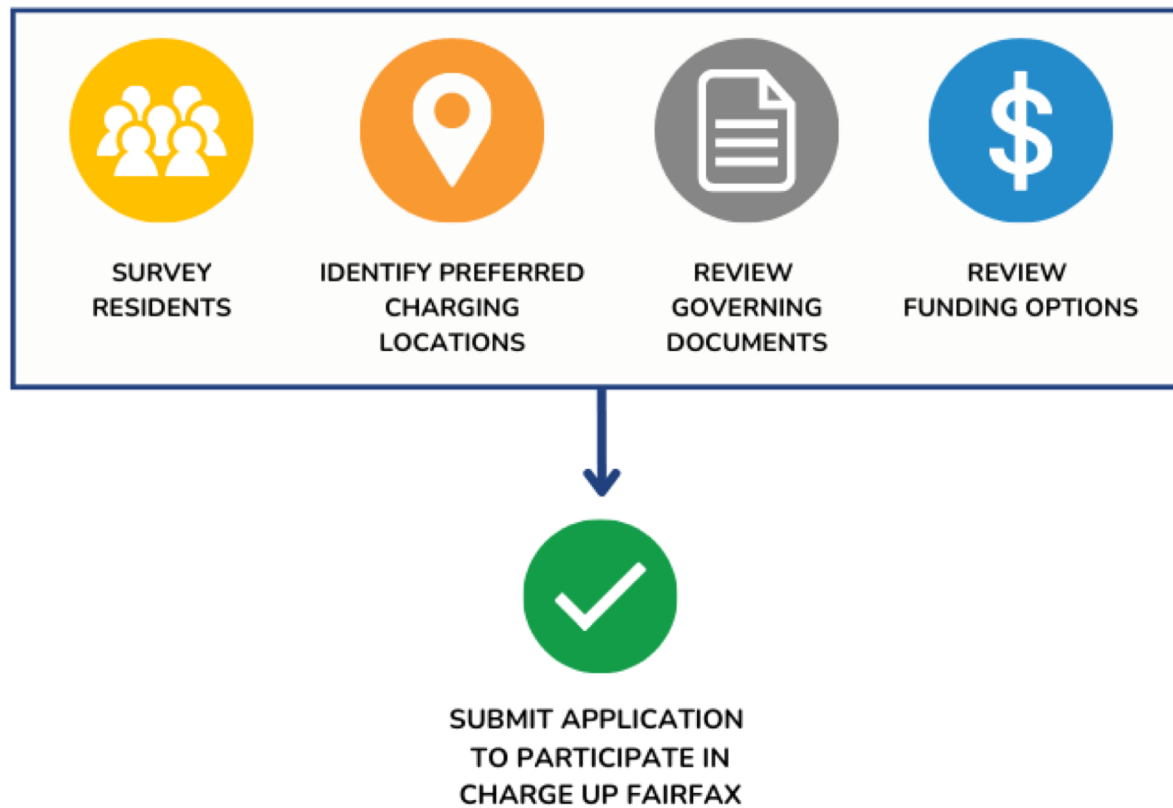 SURVEY
RESIDENTS
IDENTIFY PREFERRED
CHARGING
LOCATIONS
REVIEW
GOVERNING
DOCUMENTS
$
REVIEW
FUNDING OPTIONS
SUBMIT APPLICATION
TO PARTICIPATE IN
CHARGE UP FAIRFAX